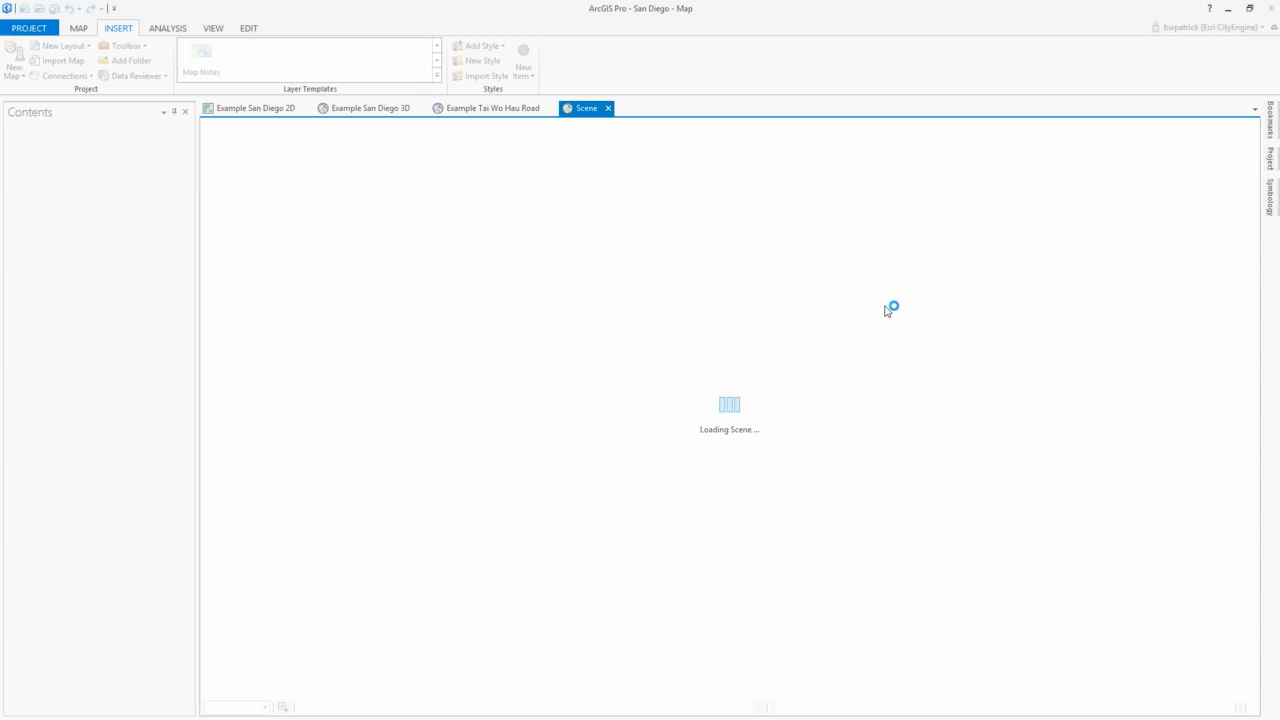 ArcGIS Pro - San Diego - Map
?
PROJECT MAP INSERT ANALYSIS VIEW EDIT
bwpatrick (Esri CityEngine)
New Map
New Layout
Import Map
Connections
Toolbox
Add Folder
Data Reviewer
Project
Map Notes
Layer Templates
Add Style
New Style
Import Style
New Item
Styles
Contents
Example San Diego 2D
Example San Diego 3D
Example Tai Wo Hau Road
Scene
Loading Scene ...
Bookmarks
Project
Symbology